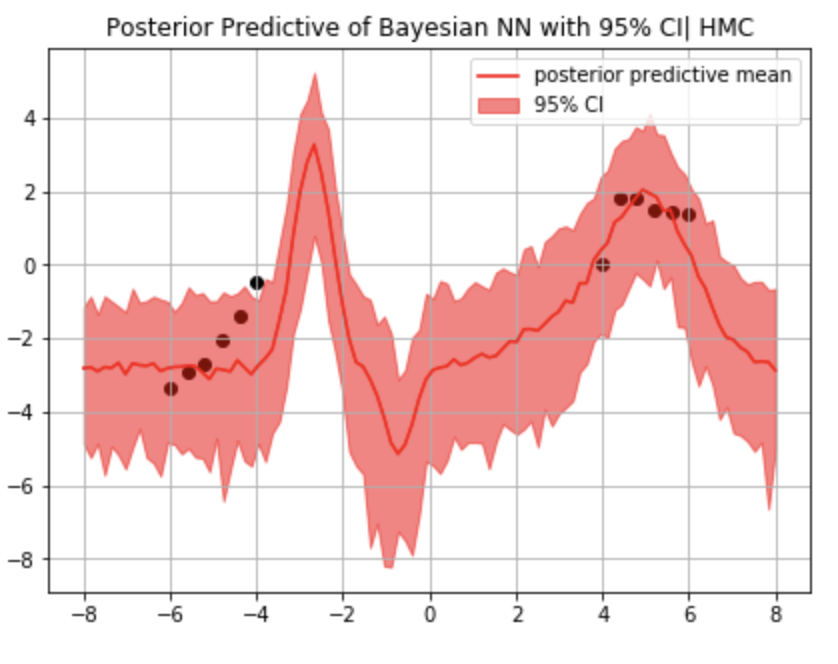 Posterior Predictive of Bayesian NN with 95% CI| HMC
posterior predictive mean
95% CI
4
2
0
−2
−4
−6
−8
−8 −6 −4 −2 0 2 4 6 8